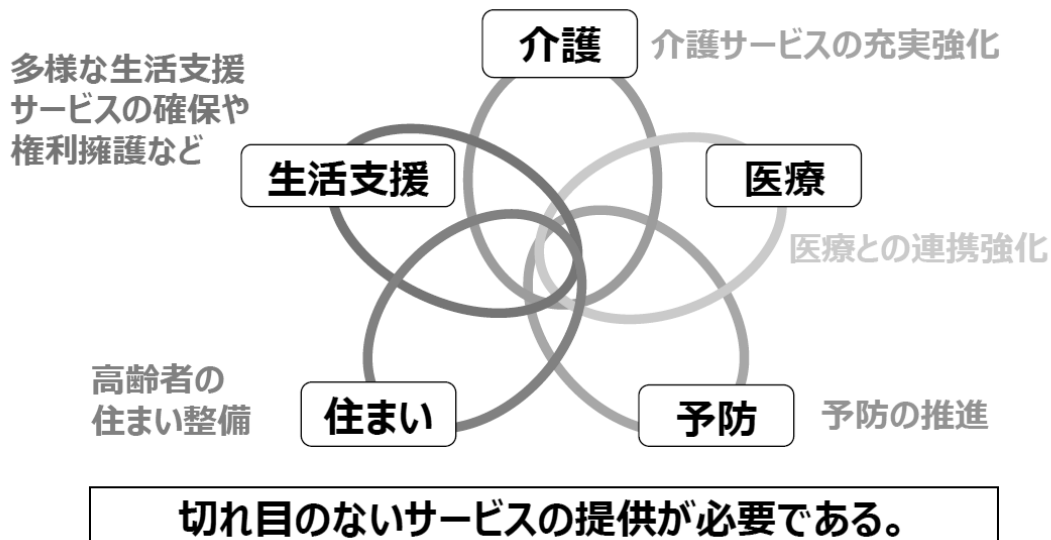 介護
介護サービスの充実強化
多様な生活支援
サービスの確保や
権利擁護など
生活支援
医療
医療との連携強化
高齢者の
住まい整備
住まい
予防
予防の推進
切れ目のないサービスの提供が必要である。